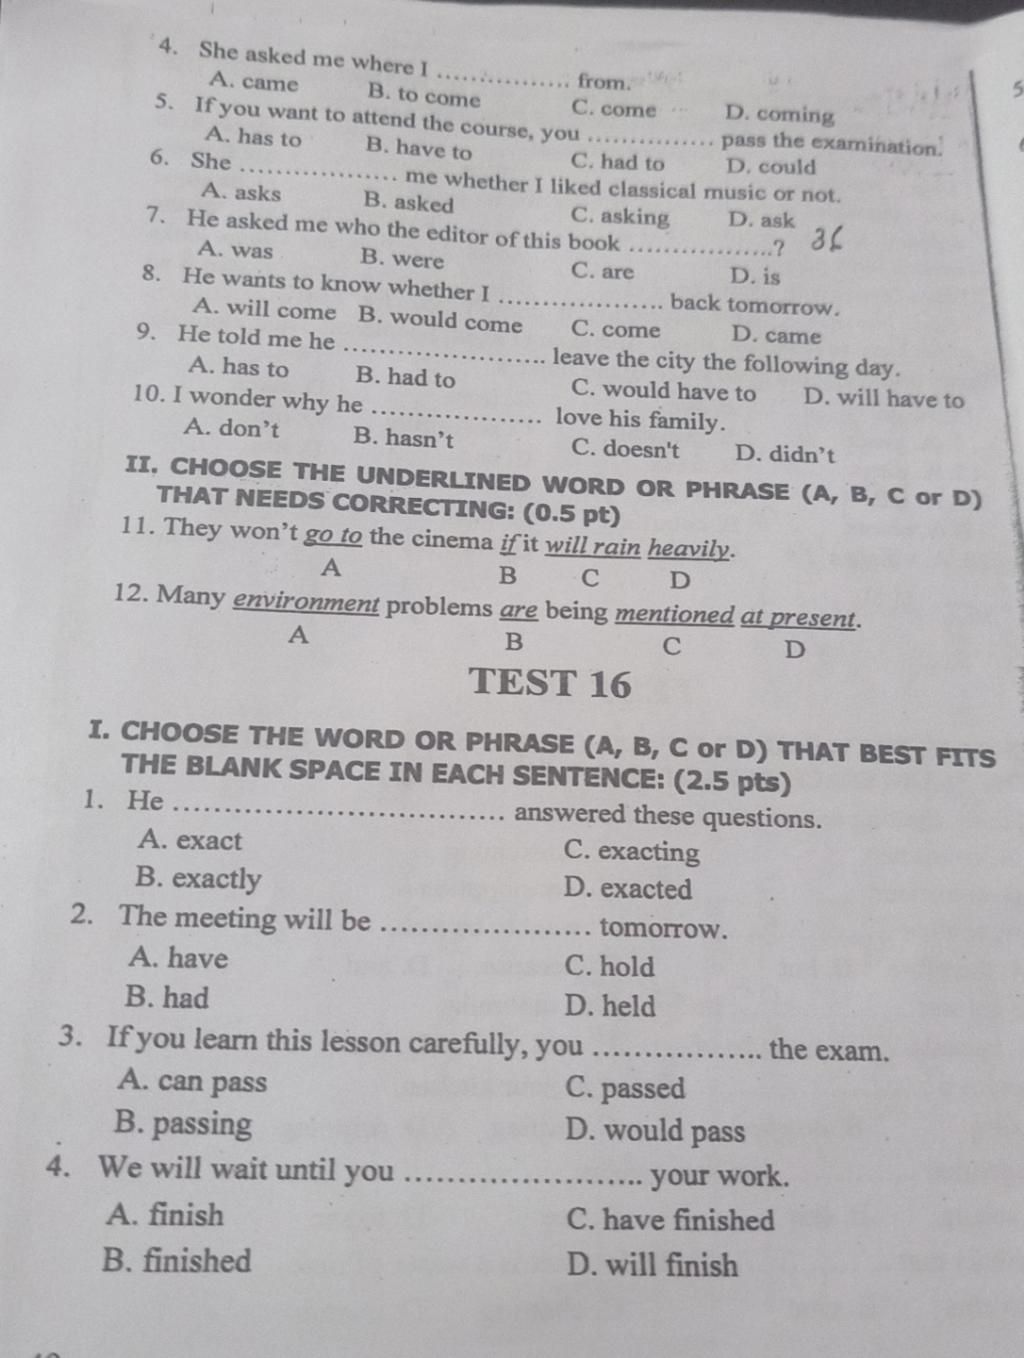 4. She asked me where I ................ from.
A. came B. to come C. come D. coming
5. If you want to attend the course, you ............... pass the examination.
A. has to B. have to C. had to D. could
6. She .................. me whether I liked classical music or not.
A. asks B. asked C. asking D. ask
7. He asked me who the editor of this book .................?
A. was B. were C. are D. is
8. He wants to know whether I ................... back tomorrow.
A. will come B. would come C. come D. came
9. He told me he ....................... leave the city the following day.
A. has to B. had to C. would have to D. will have to
10. I wonder why he .................... love his family.
A. don't B. hasn't C. doesn't D. didn't
II. CHOOSE THE UNDERLINED WORD OR PHRASE (A, B, C or D)
THAT NEEDS CORRECTING: (0.5 pt)
11. They won't go to the cinema if it will rain heavily.
A B C D
12. Many environment problems are being mentioned at present.
A B C D
TEST 16
I. CHOOSE THE WORD OR PHRASE (A, B, C or D) THAT BEST FITS
THE BLANK SPACE IN EACH SENTENCE: (2.5 pts)
1. He ................................. answered these questions.
A. exact C. exacting
B. exactly D. exacted
2. The meeting will be ..................... tomorrow.
A. have C. hold
B. had D. held
3. If you learn this lesson carefully, you ................. the exam.
A. can pass C. passed
B. passing D. would pass
4. We will wait until you ........................ your work.
A. finish C. have finished
B. finished D. will finish